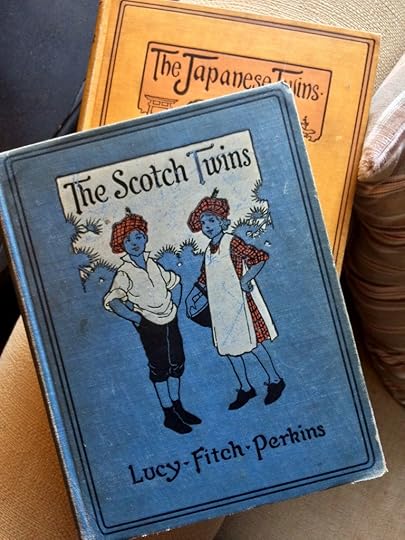 The Japanese Twins.
The Scotch Twins
Lucy-Fitch-Perkins